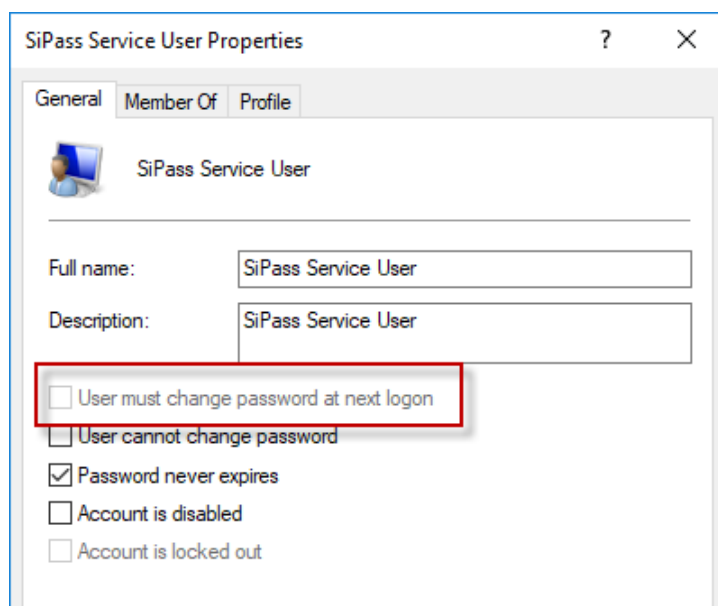 SiPass Service User Properties ?
General Member Of Profile
SiPass Service User
Full name: SiPass Service User
Description: SiPass Service User
User must change password at next logon
User cannot change password
Password never expires
Account is disabled
Account is locked out